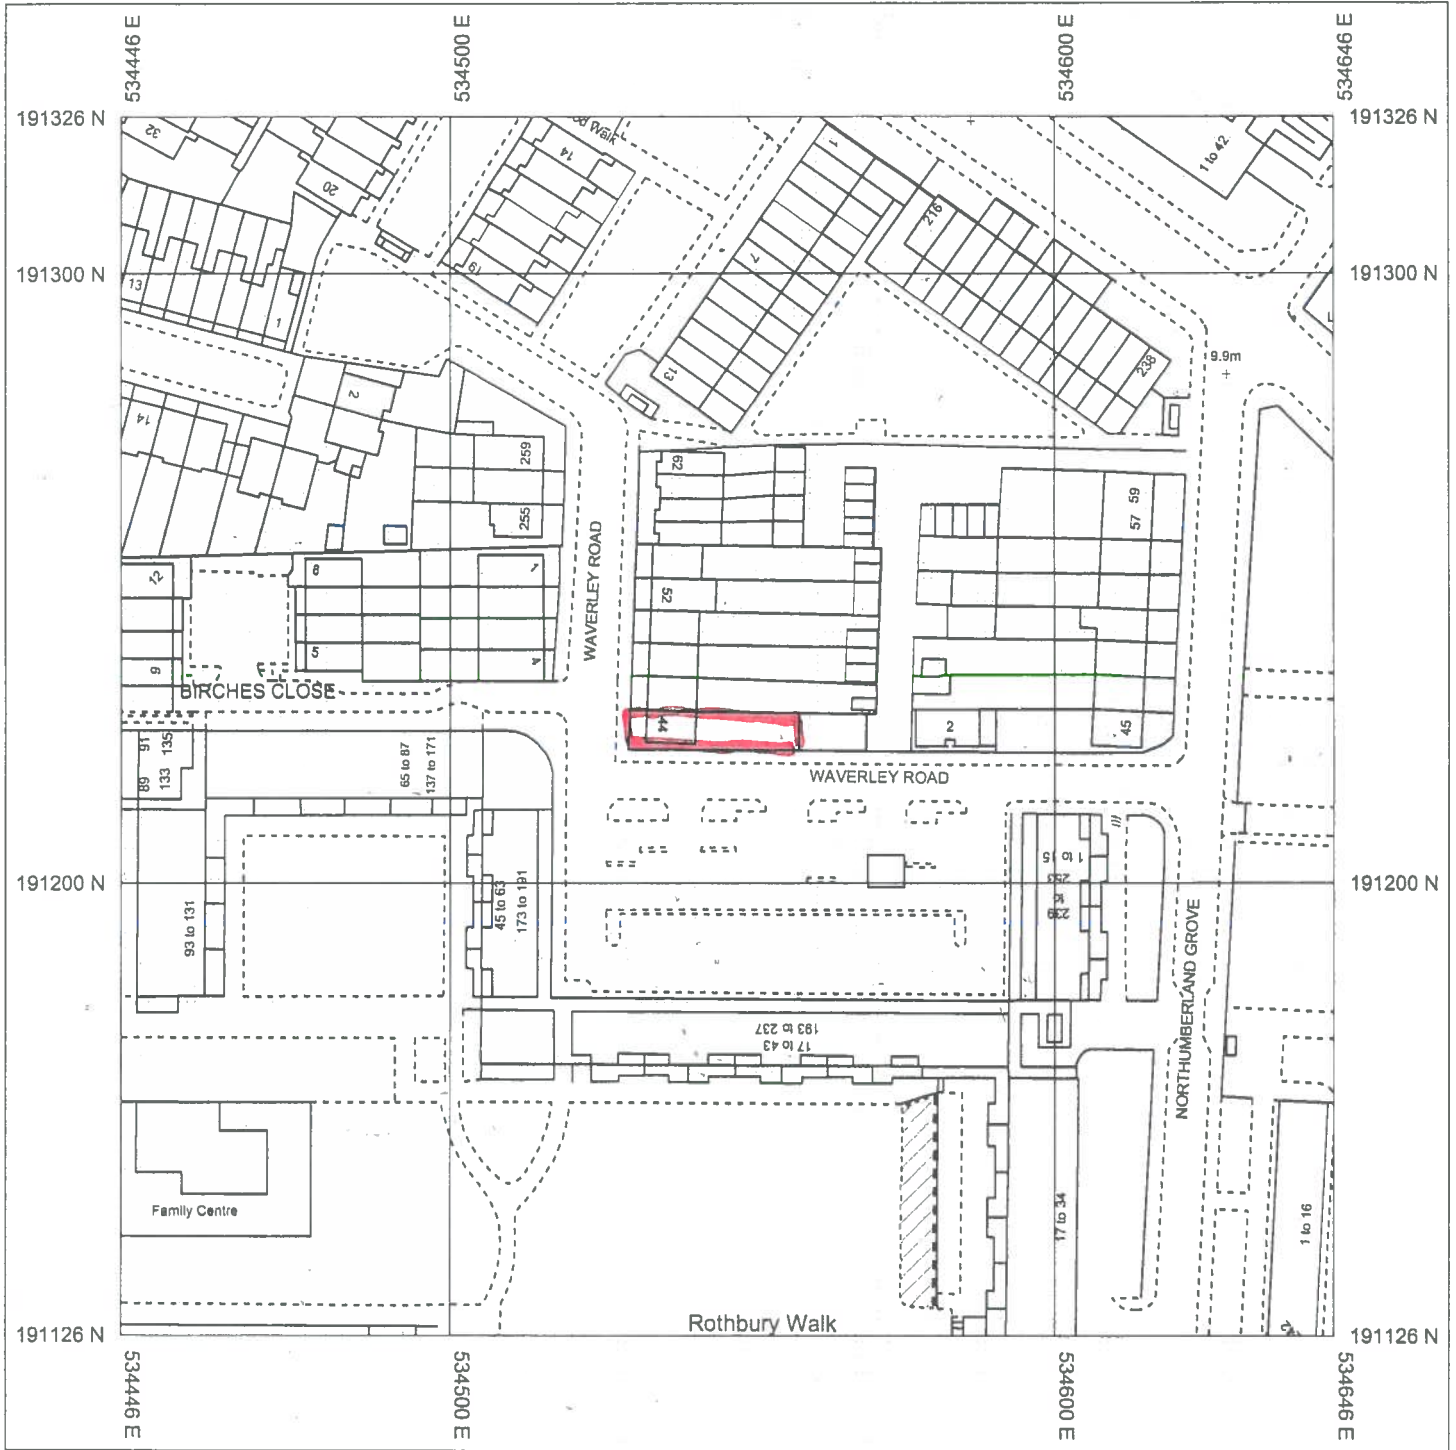 534446 E
534500 E
534600 E
534646 E
191326 N
191326 N
32
20
14
1
1 to 42
216
7
19
191300 N
191300 N
13
1
13
238
9.9m
2
14
259
255
62
59
57
WAVERLEY ROAD
12
9
6
5
1
4
52
BIRCHES CLOSE
44
2
45
WAVERLEY ROAD
91
135
89
133
65 to 87
137 to 171
1 to 15
253
to
239
191200 N
191200 N
93 to 131
45 to 63
173 to 191
NORTHUMBERLAND GROVE
193 to 237
17 to 43
Family Centre
17 to 34
1 to 16
Rothbury Walk
191126 N
191126 N
534446 E
534500 E
534600 E
534646 E